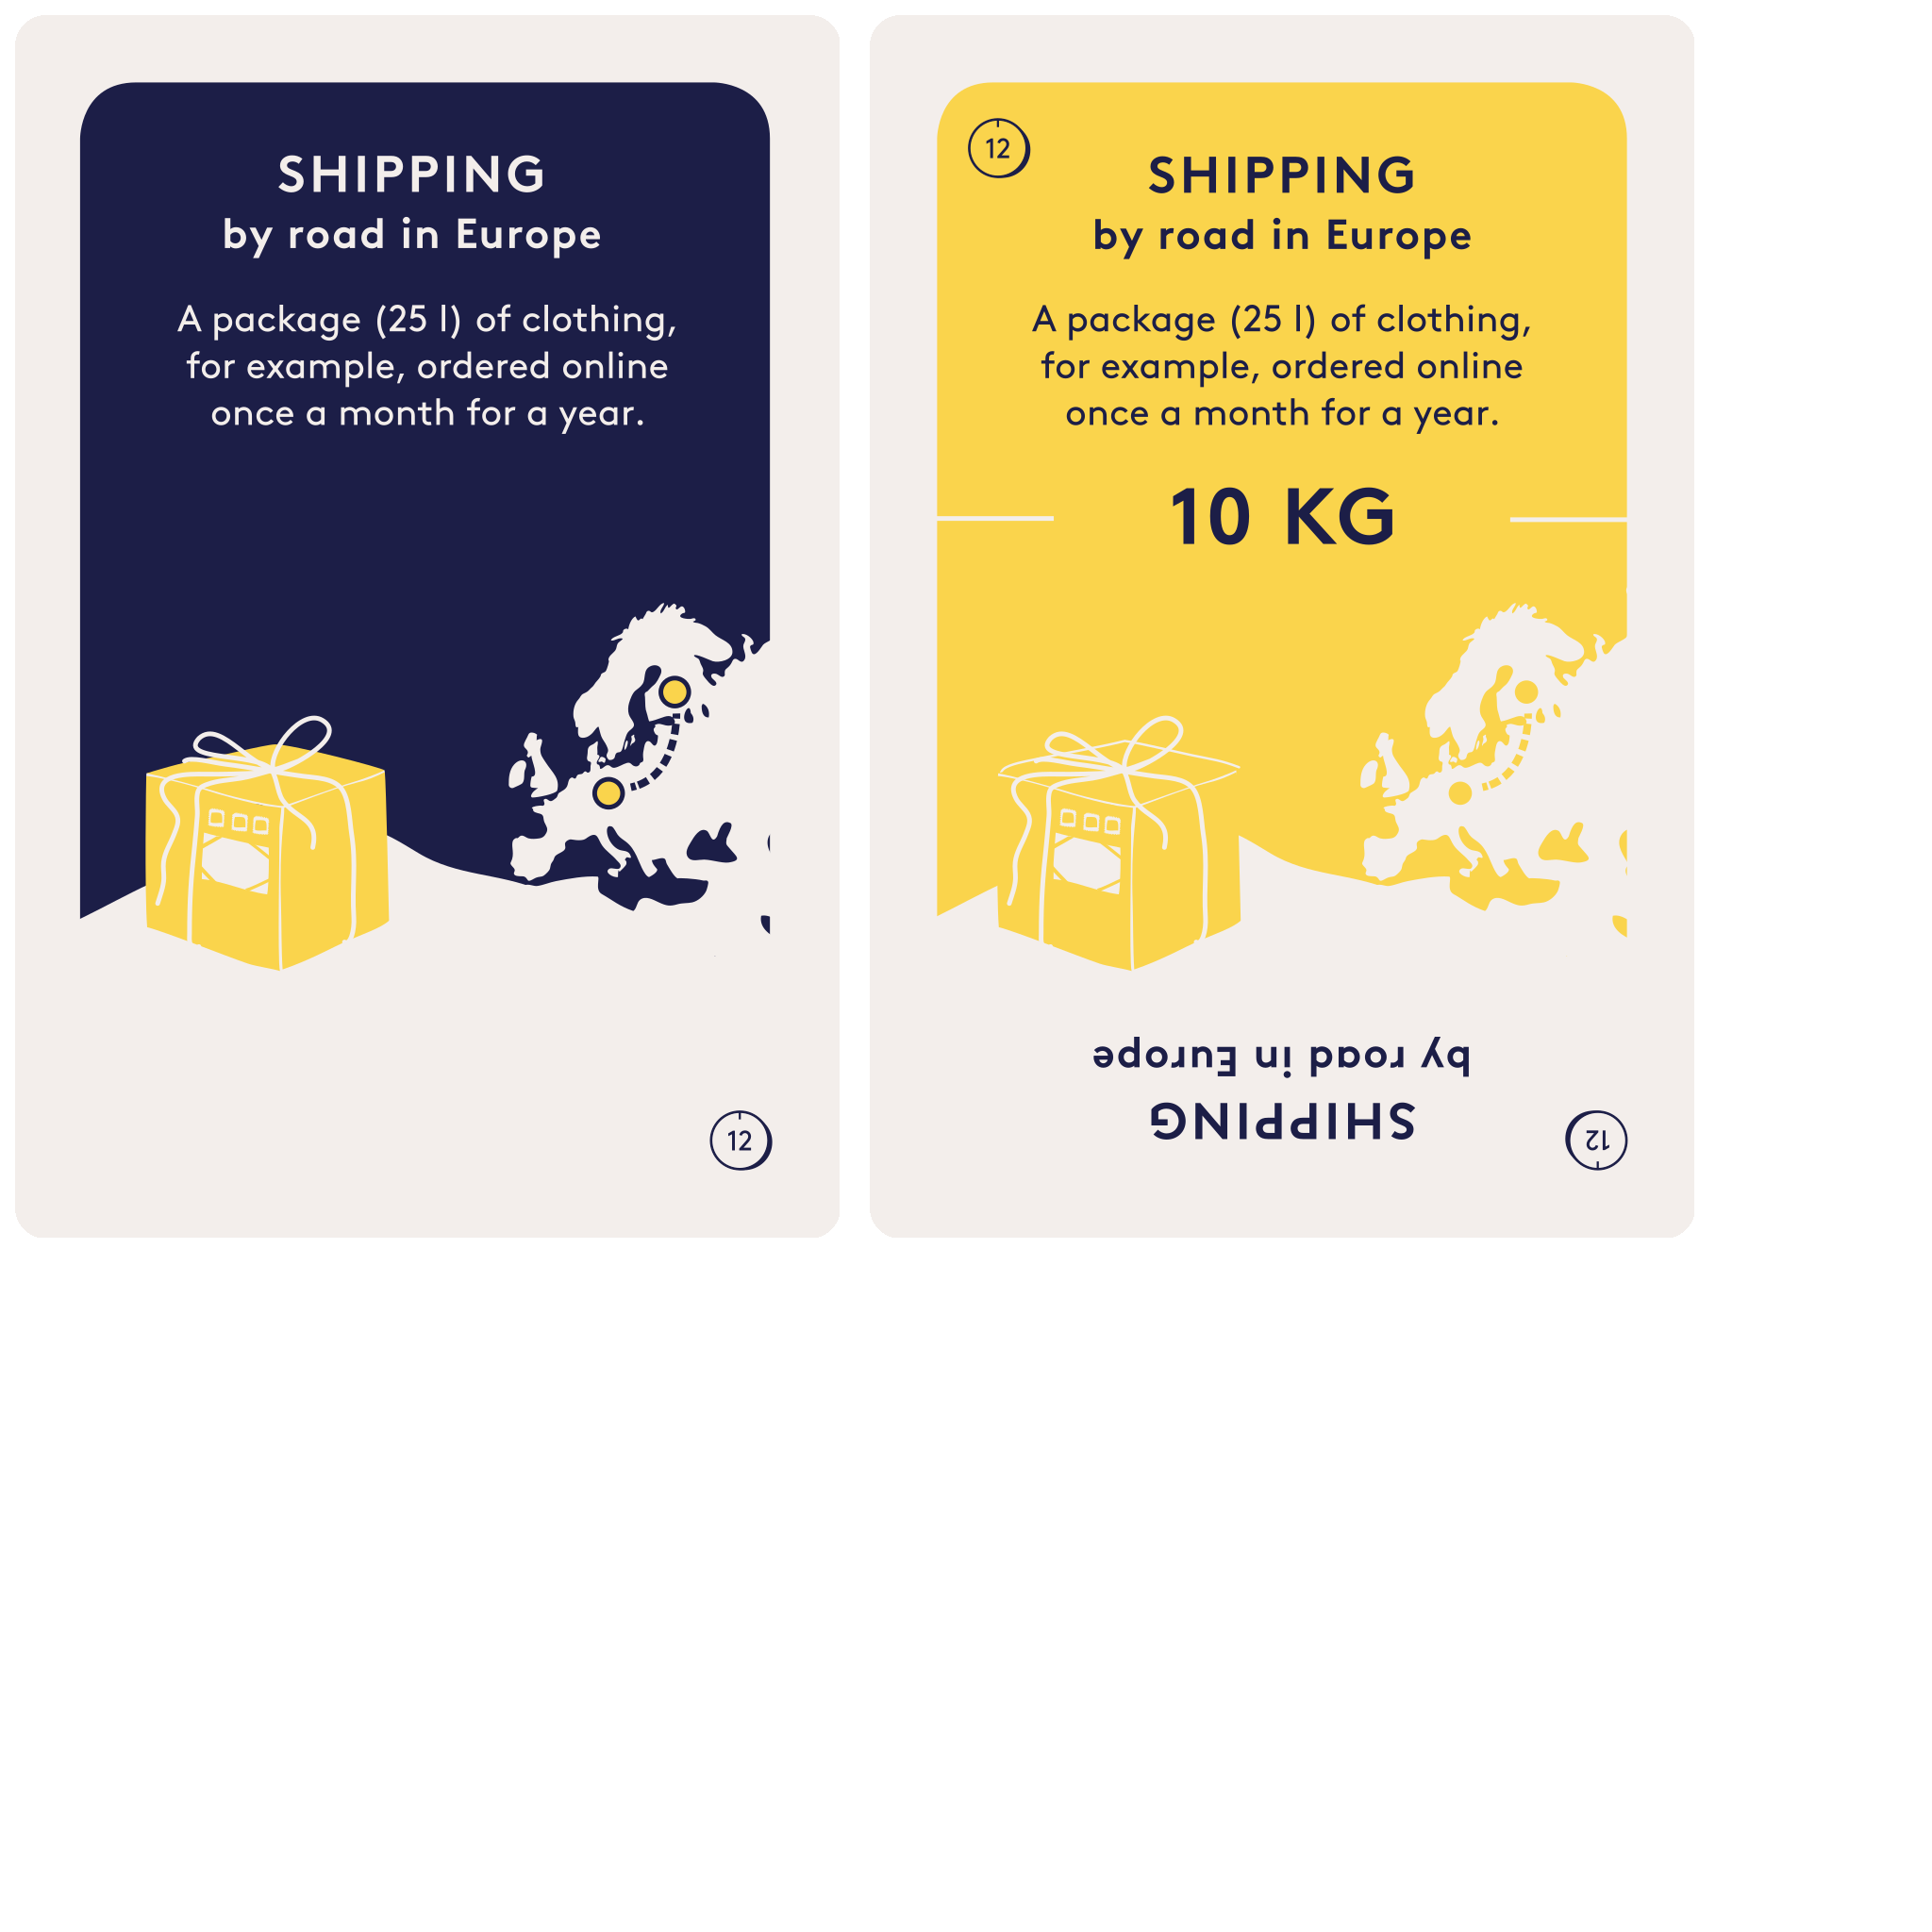 SHIPPING
by road in Europe
A package (25 l) of clothing,
for example, ordered online
once a month for a year.
12
12
SHIPPING
by road in Europe
A package (25 l) of clothing,
for example, ordered online
once a month for a year.
10 KG
SHIPPING
by road in Europe
12